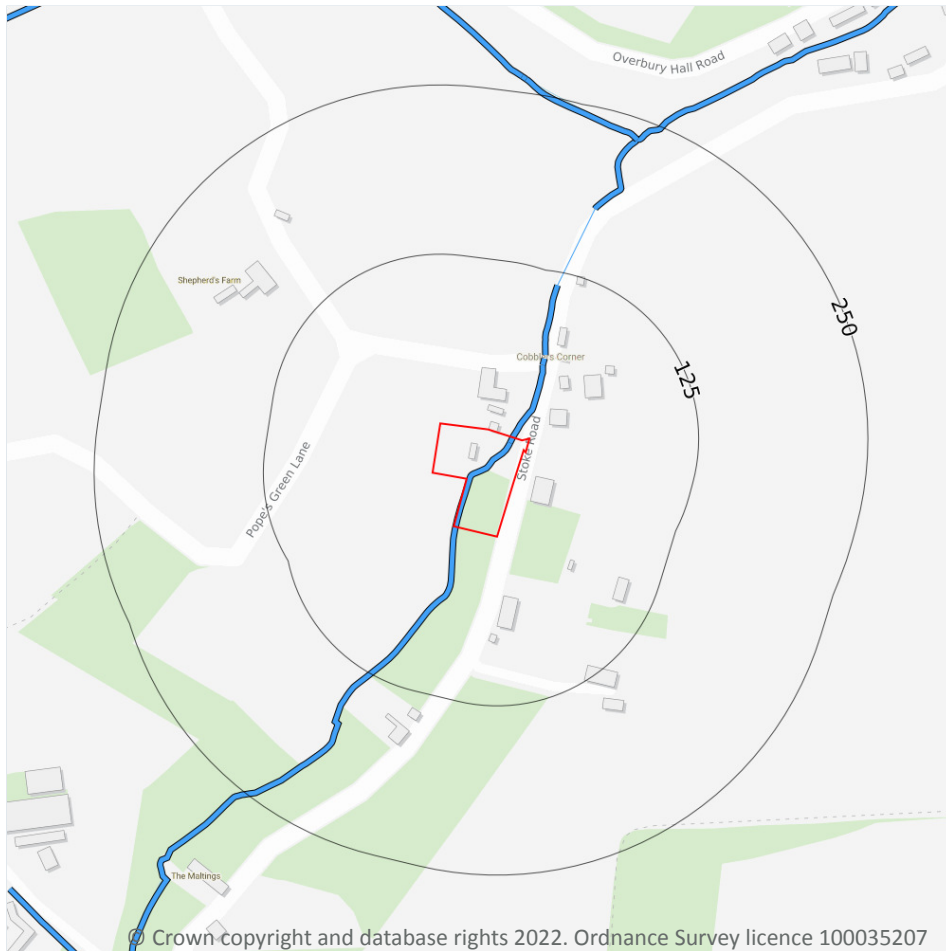 Overbury Hall Road
Shepherd's Farm
250
Cobblers Corner
125
Stoke Road
Pope's Green Lane
The Maltings
© Crown copyright and database rights 2022. Ordnance Survey licence 100035207